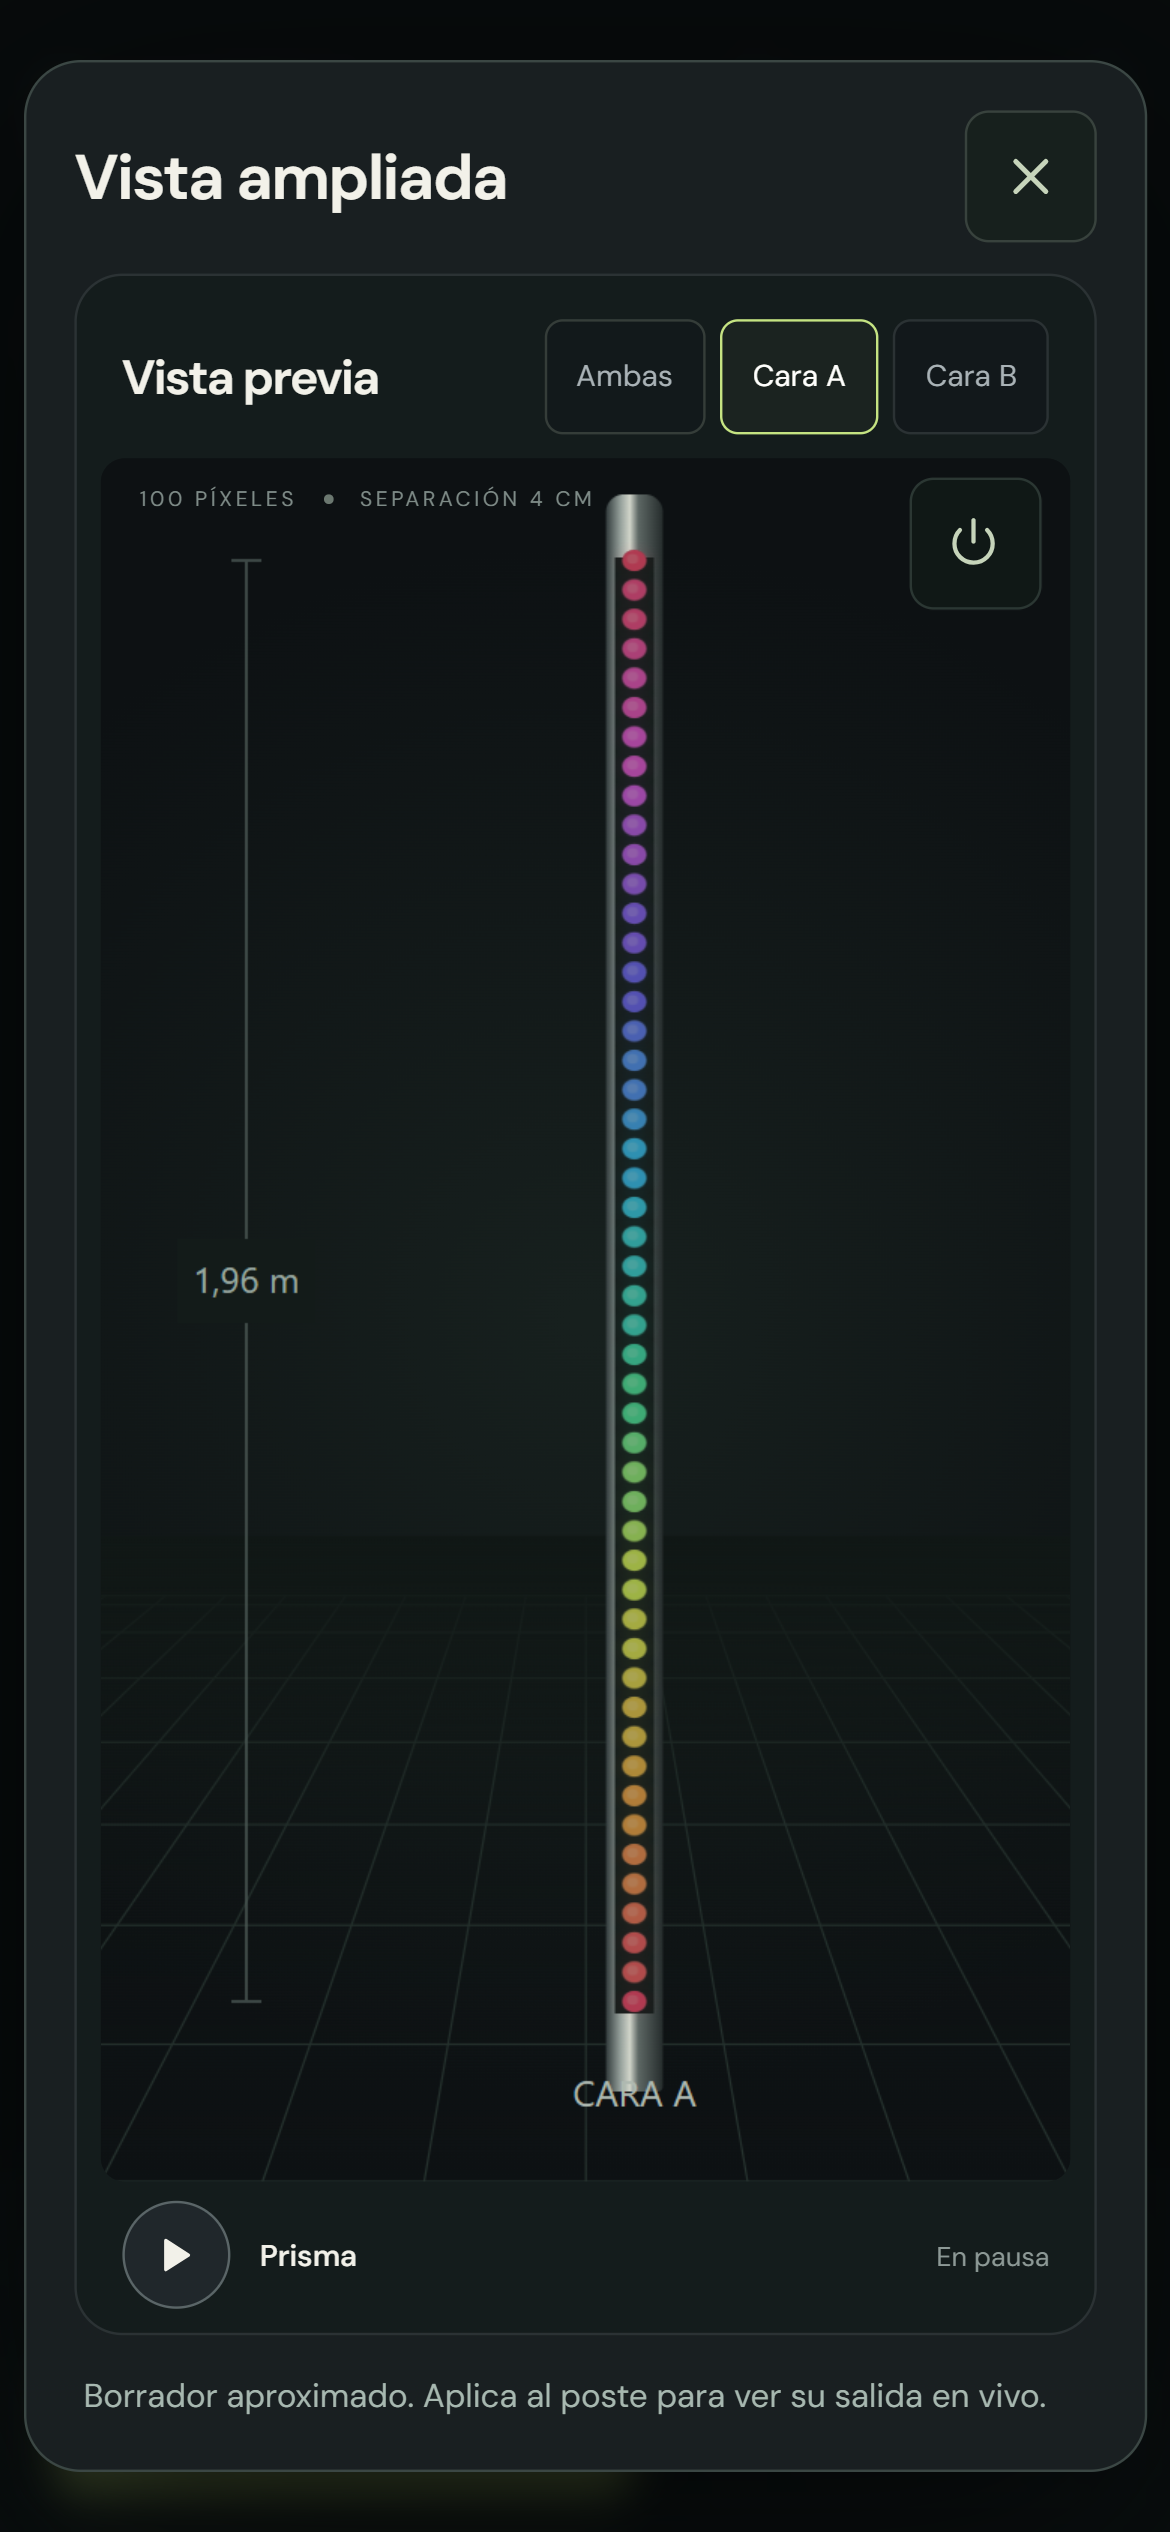 Vista ampliada
Vista previa
Ambas
Cara A
Cara B
100 PÍXELES • SEPARACIÓN 4 CM
1,96 m
CARA A
Prisma
En pausa
Borrador aproximado. Aplica al poste para ver su salida en vivo.